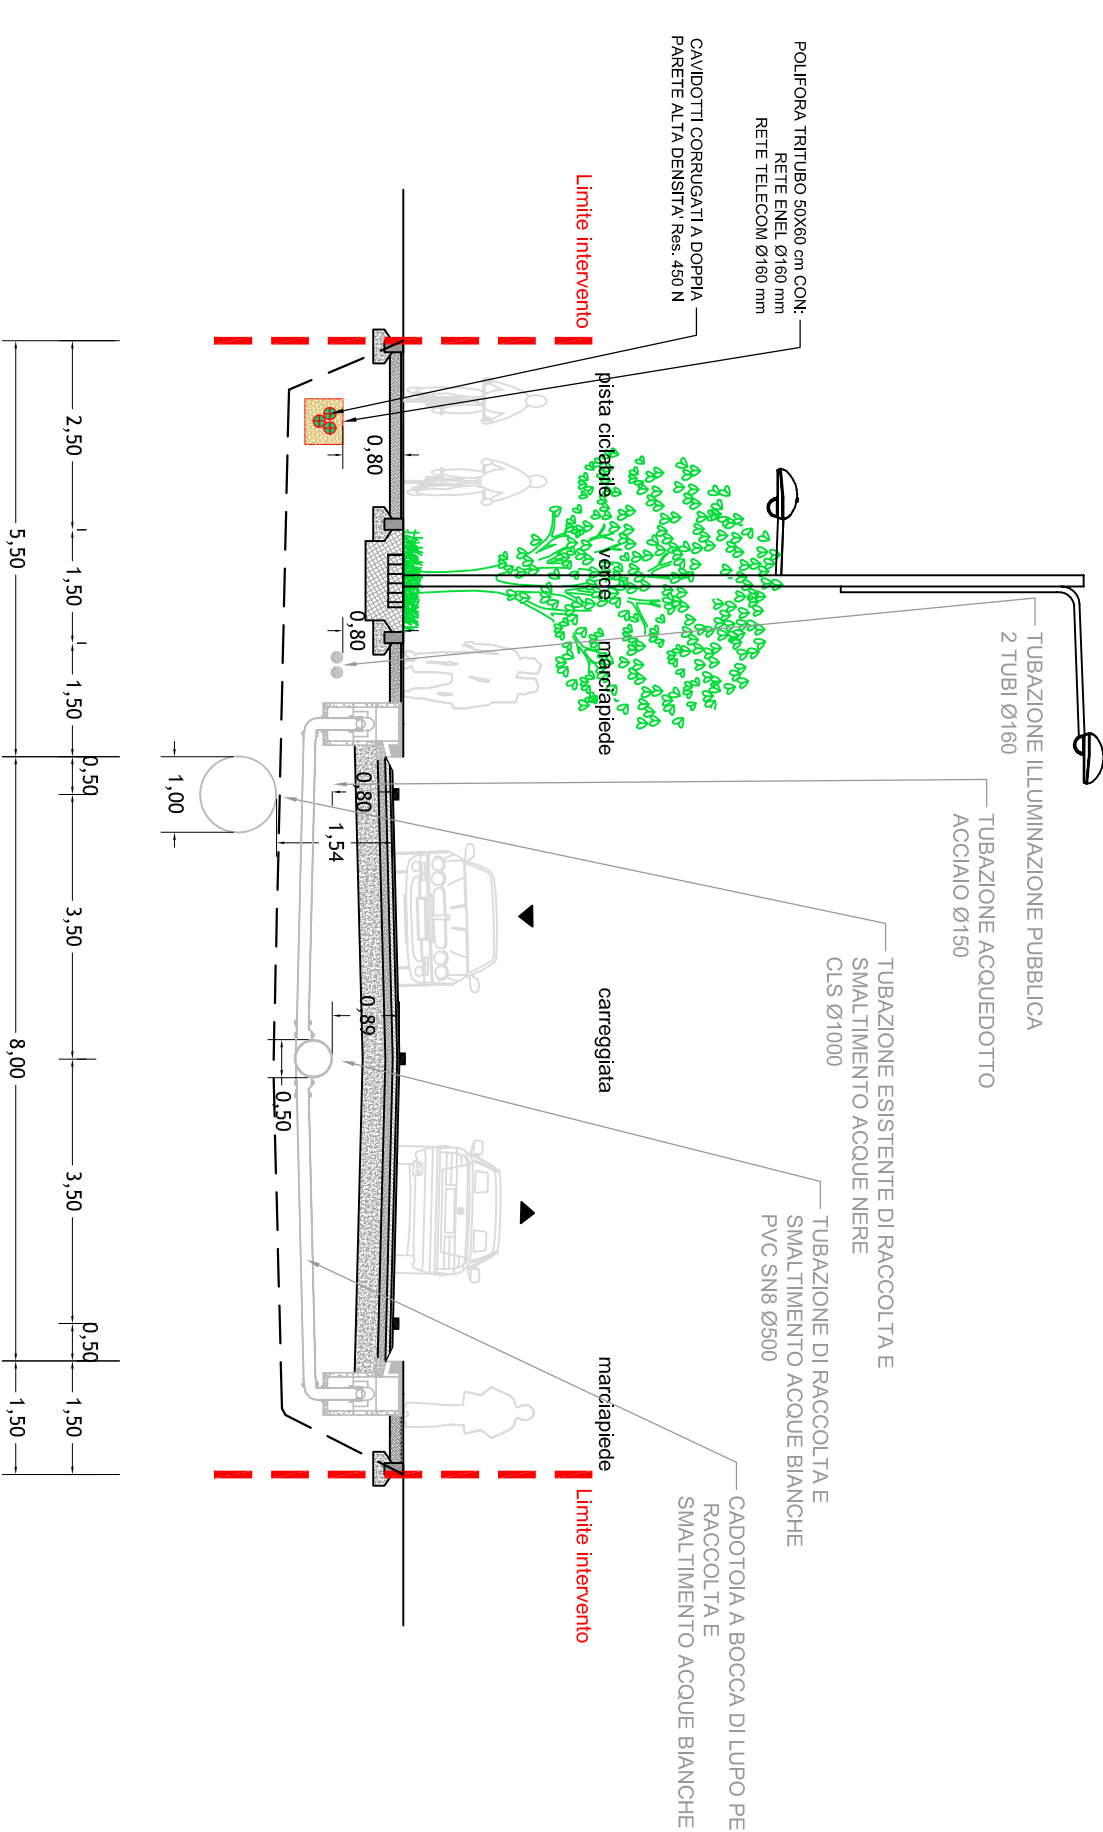 POLIFORA TRITUBO 50X60 cm CON:
RETE ENEL Ø160 mm
RETE TELECOM Ø160 mm
CAVIDOTTI CORRUGATI A DOPPIA
PARETE ALTA DENSITA' Res. 450 N
TUBAZIONE ILLUMINAZIONE PUBBLICA
2 TUBI Ø160
TUBAZIONE ACQUEDOTTO
ACCIAIO Ø150
TUBAZIONE ESISTENTE DI RACCOLTA E
SMALTIMENTO ACQUE NERE
CLS Ø1000
TUBAZIONE DI RACCOLTA E
SMALTIMENTO ACQUE BIANCHE
PVC SN8 Ø500
CADOTOIA A BOCCA DI LUPO PE
RACCOLTA E
SMALTIMENTO ACQUE BIANCHE
Limite intervento
pista ciclabile
verde
marciapiede
carreggiata
marciapiede
Limite intervento
0,80
0,80
0,80
1,54
0,89
0,50
1,00
2,50
1,50
1,50
0,50
3,50
3,50
0,50
1,50
5,50
8,00
1,50